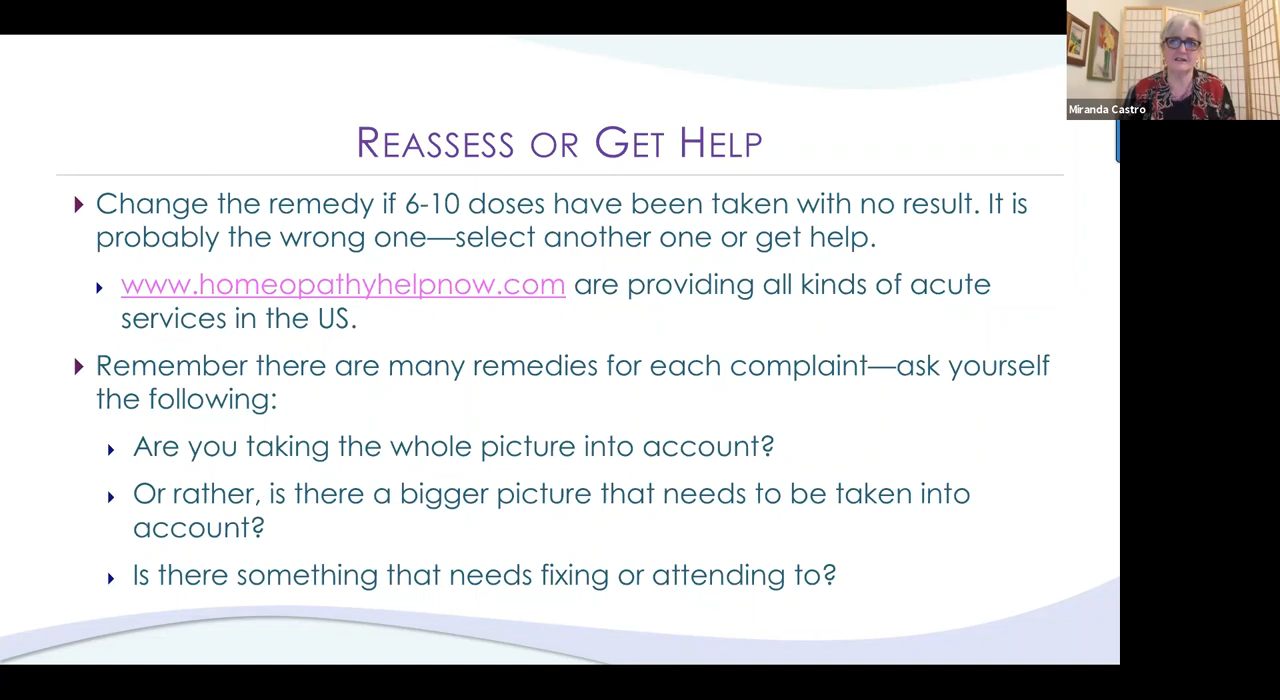 Miranda Castro
REASSESS OR GET HELP
Change the remedy if 6-10 doses have been taken with no result. It is
probably the wrong one—select another one or get help.
www.homeopathyhelpnow.com are providing all kinds of acute
services in the US.
Remember there are many remedies for each complaint—ask yourself
the following:
Are you taking the whole picture into account?
Or rather, is there a bigger picture that needs to be taken into
account?
Is there something that needs fixing or attending to?